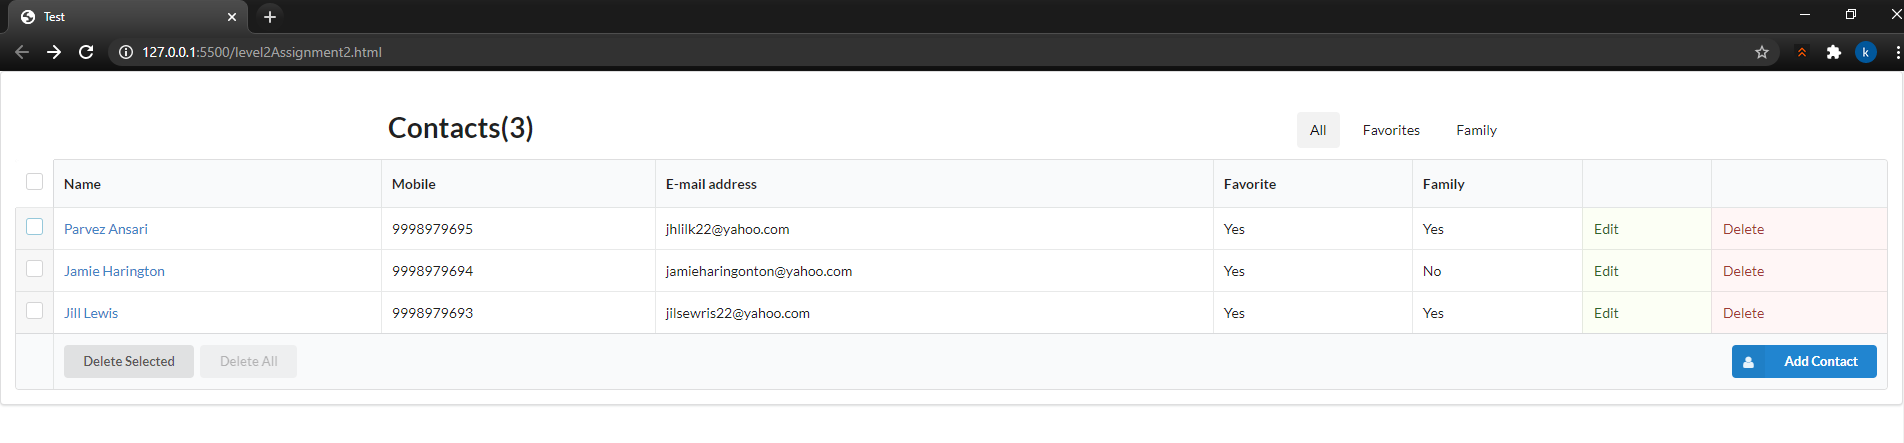 Test
127.0.0.1:5500/level2Assignment2.html
k
Contacts(3)
All Favorites Family
Name Mobile E-mail address Favorite Family
Parvez Ansari 9998979695 jhlilk22@yahoo.com Yes Yes Edit Delete
Jamie Harington 9998979694 jamieharingonton@yahoo.com Yes No Edit Delete
Jill Lewis 9998979693 jilsewris22@yahoo.com Yes Yes Edit Delete
Delete Selected Delete All Add Contact